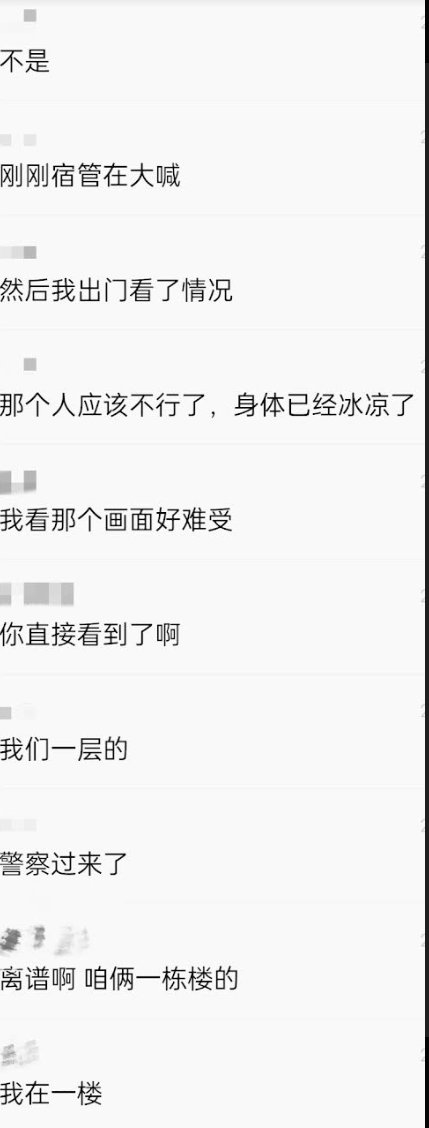 不是
刚刚宿管在大喊
然后我出门看了情况
那个人应该不行了，身体已经冰凉了
我看那个画面好难受
你直接看到了啊
我们一层的
警察过来了
离谱啊 咱俩一栋楼的
我在一楼